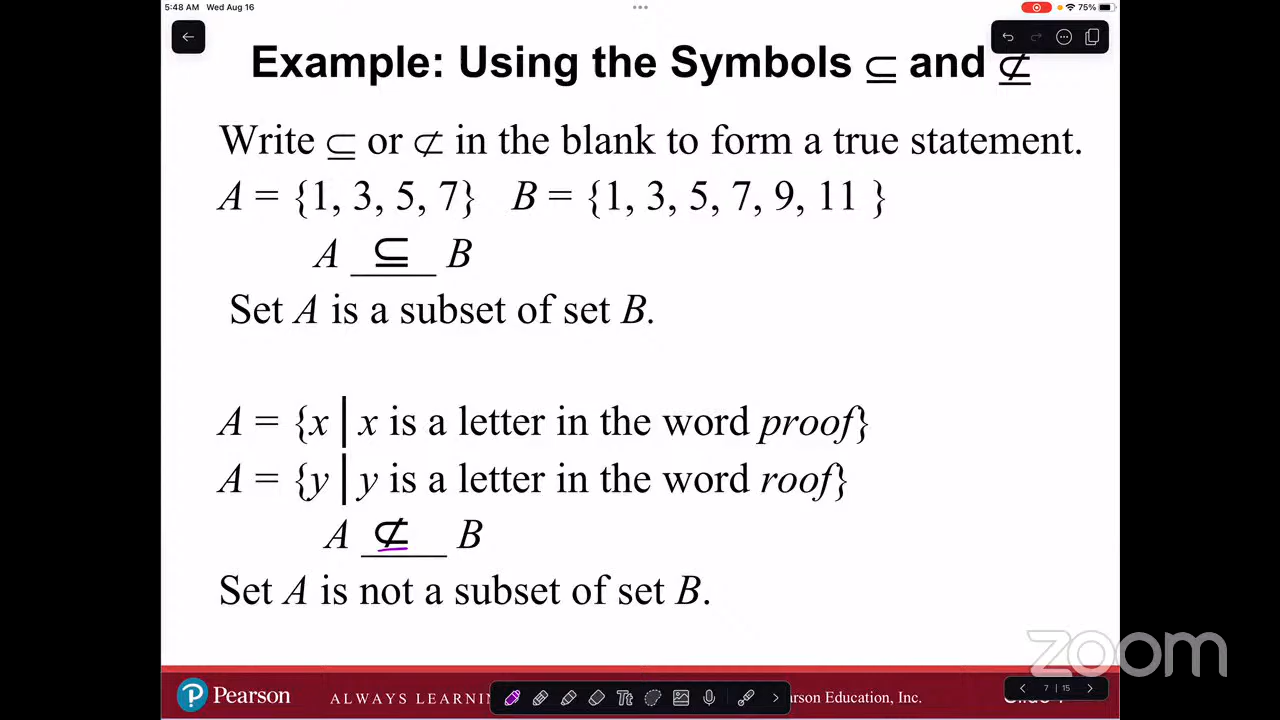 5:48 AM Wed Aug 16
75%
Example: Using the Symbols ⊆ and ⊄
Write ⊆ or ⊄ in the blank to form a true statement.
A = {1, 3, 5, 7} B = {1, 3, 5, 7, 9, 11 }
A ⊆ B
Set A is a subset of set B.
A = {x | x is a letter in the word proof}
A = {y | y is a letter in the word roof}
A ⊄ B
Set A is not a subset of set B.
zoom
Pearson
ALWAYS LEARNIN
arson Education, Inc.
7 | 15